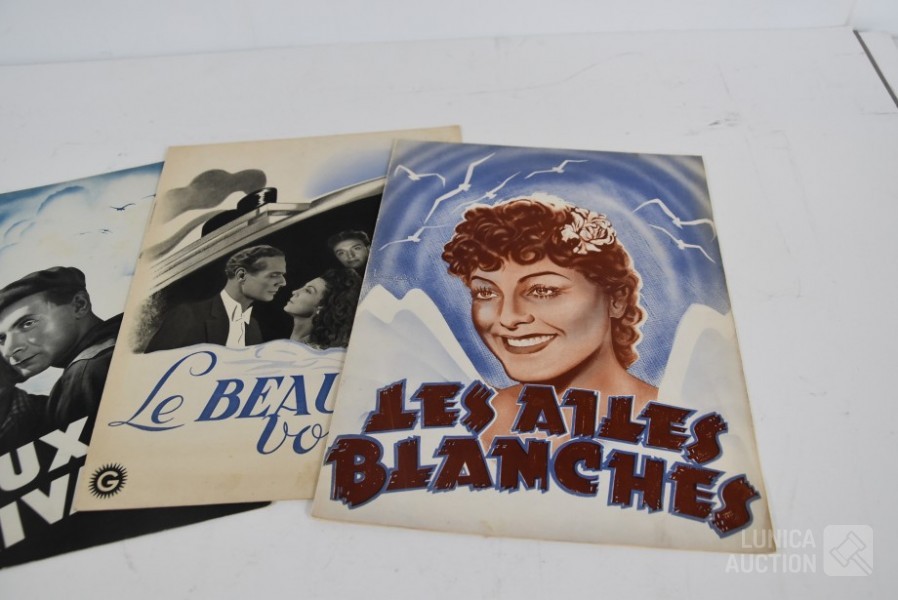 UX
IV
Le BEAU
vo
G
LES AILES
BLANCHES
LUNICA
AUCTION